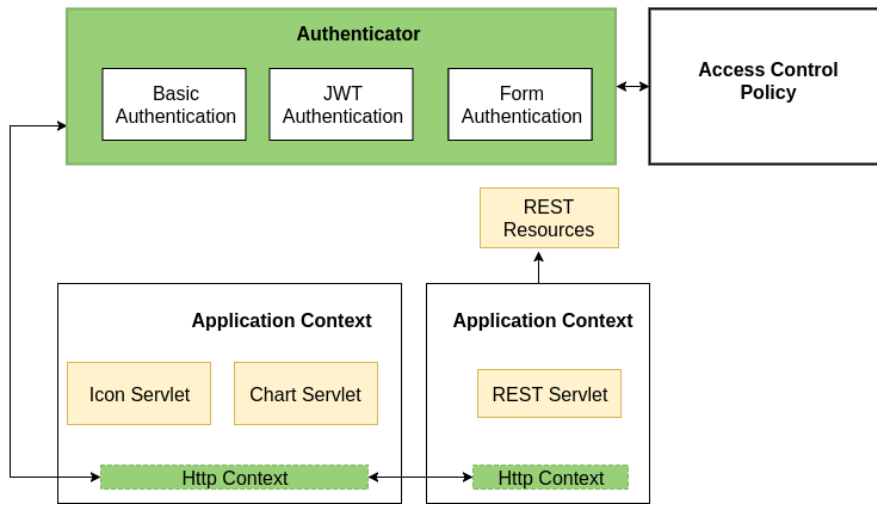 Authenticator
Basic
Authentication
JWT
Authentication
Form
Authentication
Access Control
Policy
REST
Resources
Application Context
Icon Servlet
Chart Servlet
Http Context
Application Context
REST Servlet
Http Context